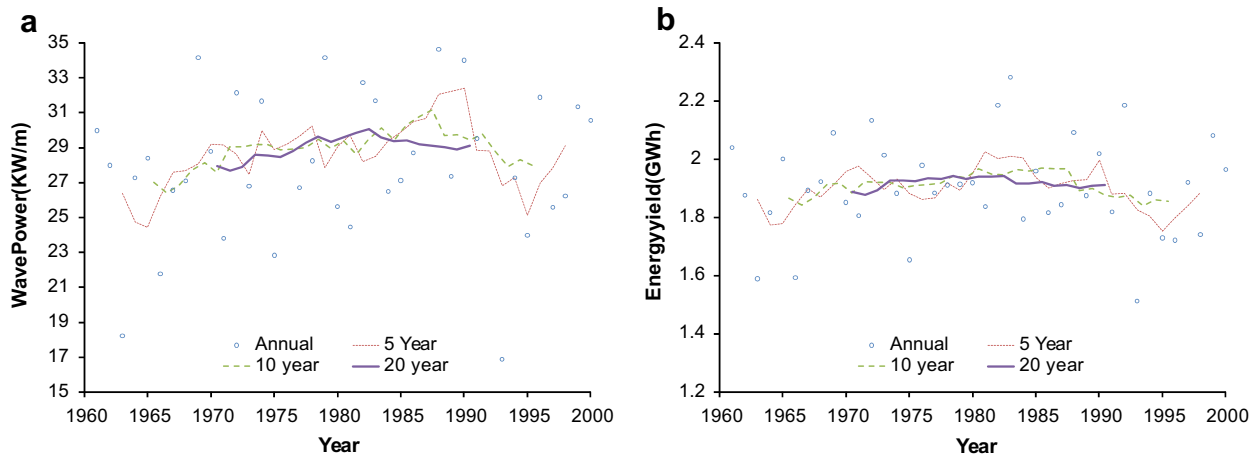 a
WavePower(KW/m)
35
33
31
29
27
25
23
21
19
17
15
Annual
5 Year
10 year
20 year
1960 1965 1970 1975 1980 1985 1990 1995 2000
Year
b
Energyyield(GWh)
2.4
2.2
2
1.8
1.6
1.4
1.2
Annual
5 Year
10 year
20 year
1960 1965 1970 1975 1980 1985 1990 1995 2000
Year